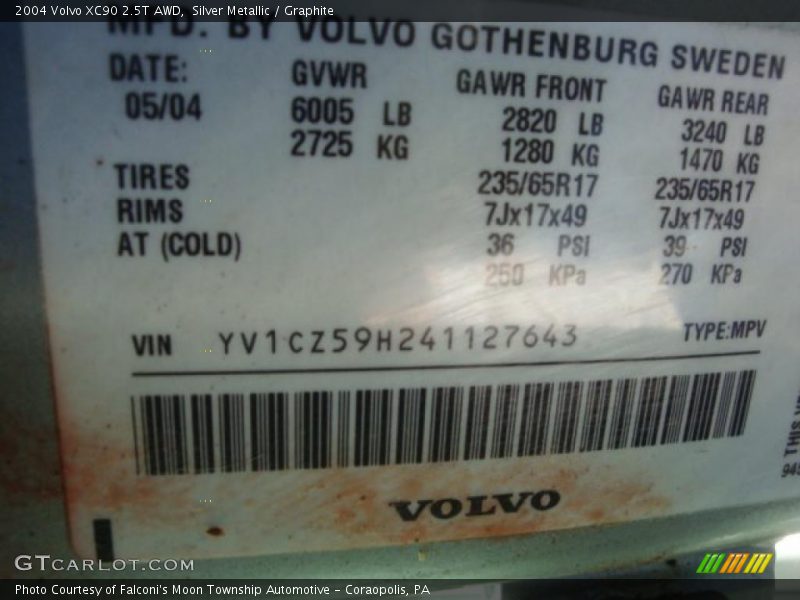 2004 Volvo XC90 2.5T AWD, Silver Metallic / Graphite
MFD. BY VOLVO GOTHENBURG SWEDEN
DATE: GVWR GAWR FRONT GAWR REAR
05/04 6005 LB 2820 LB 3240 LB
2725 KG 1280 KG 1470 KG
TIRES 235/65R17 235/65R17
RIMS 7Jx17x49 7Jx17x49
AT (COLD) 36 PSI 39 PSI
250 KPa 270 KPa
VIN YV1CZ59H241127643 TYPE:MPV
THIS
VOLVO
GTCARLOT.COM
Photo Courtesy of Falconi's Moon Township Automotive – Coraopolis, PA